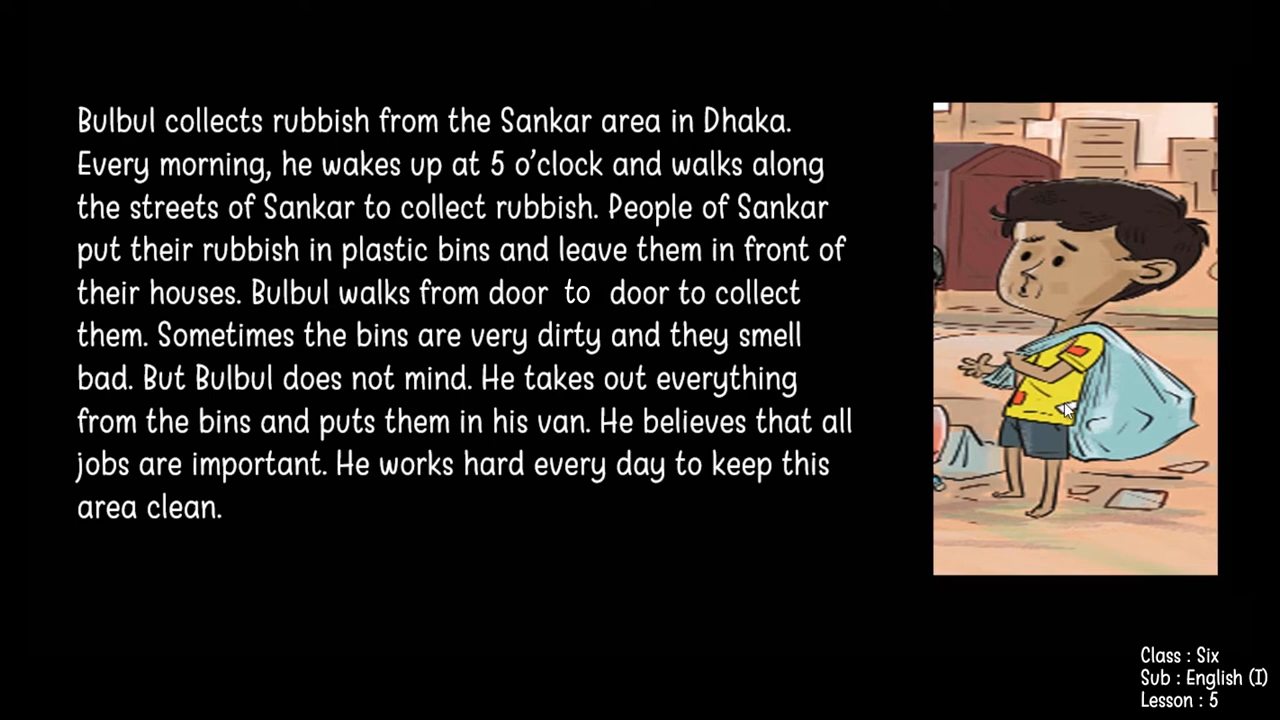 Bulbul collects rubbish from the Sankar area in Dhaka.
Every morning, he wakes up at 5 o'clock and walks along
the streets of Sankar to collect rubbish. People of Sankar
put their rubbish in plastic bins and leave them in front of
their houses. Bulbul walks from door to door to collect
them. Sometimes the bins are very dirty and they smell
bad. But Bulbul does not mind. He takes out everything
from the bins and puts them in his van. He believes that all
jobs are important. He works hard every day to keep this
area clean.
Class : Six
Sub : English (I)
Lesson : 5